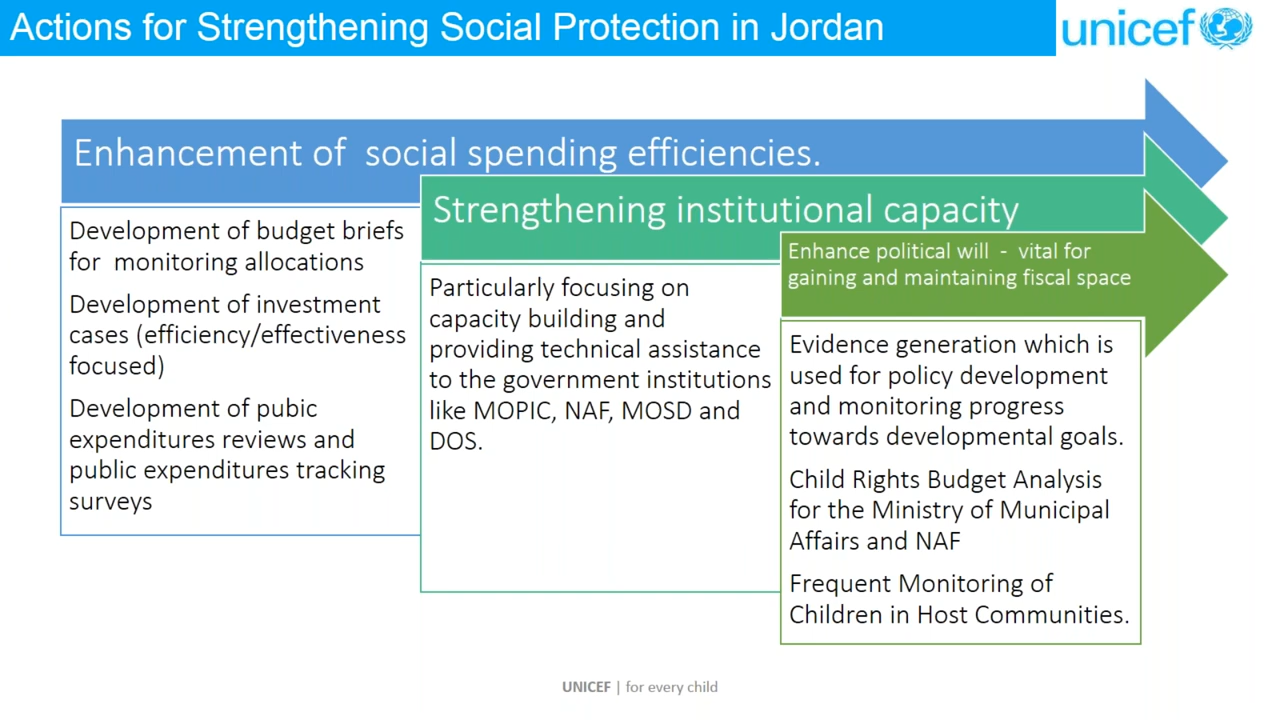 Actions for Strengthening Social Protection in Jordan
unicef
Enhancement of  social spending efficiencies.
Development of budget briefs
for  monitoring allocations
Development of investment
cases (efficiency/effectiveness
focused)
Development of pubic
expenditures reviews and
public expenditures tracking
surveys
Strengthening institutional capacity
Particularly focusing on
capacity building and
providing technical assistance
to the government institutions
like MOPIC, NAF, MOSD and
DOS.
Enhance political will  -  vital for
gaining and maintaining fiscal space
Evidence generation which is
used for policy development
and monitoring progress
towards developmental goals.
Child Rights Budget Analysis
for the Ministry of Municipal
Affairs and NAF
Frequent Monitoring of
Children in Host Communities.
UNICEF | for every child